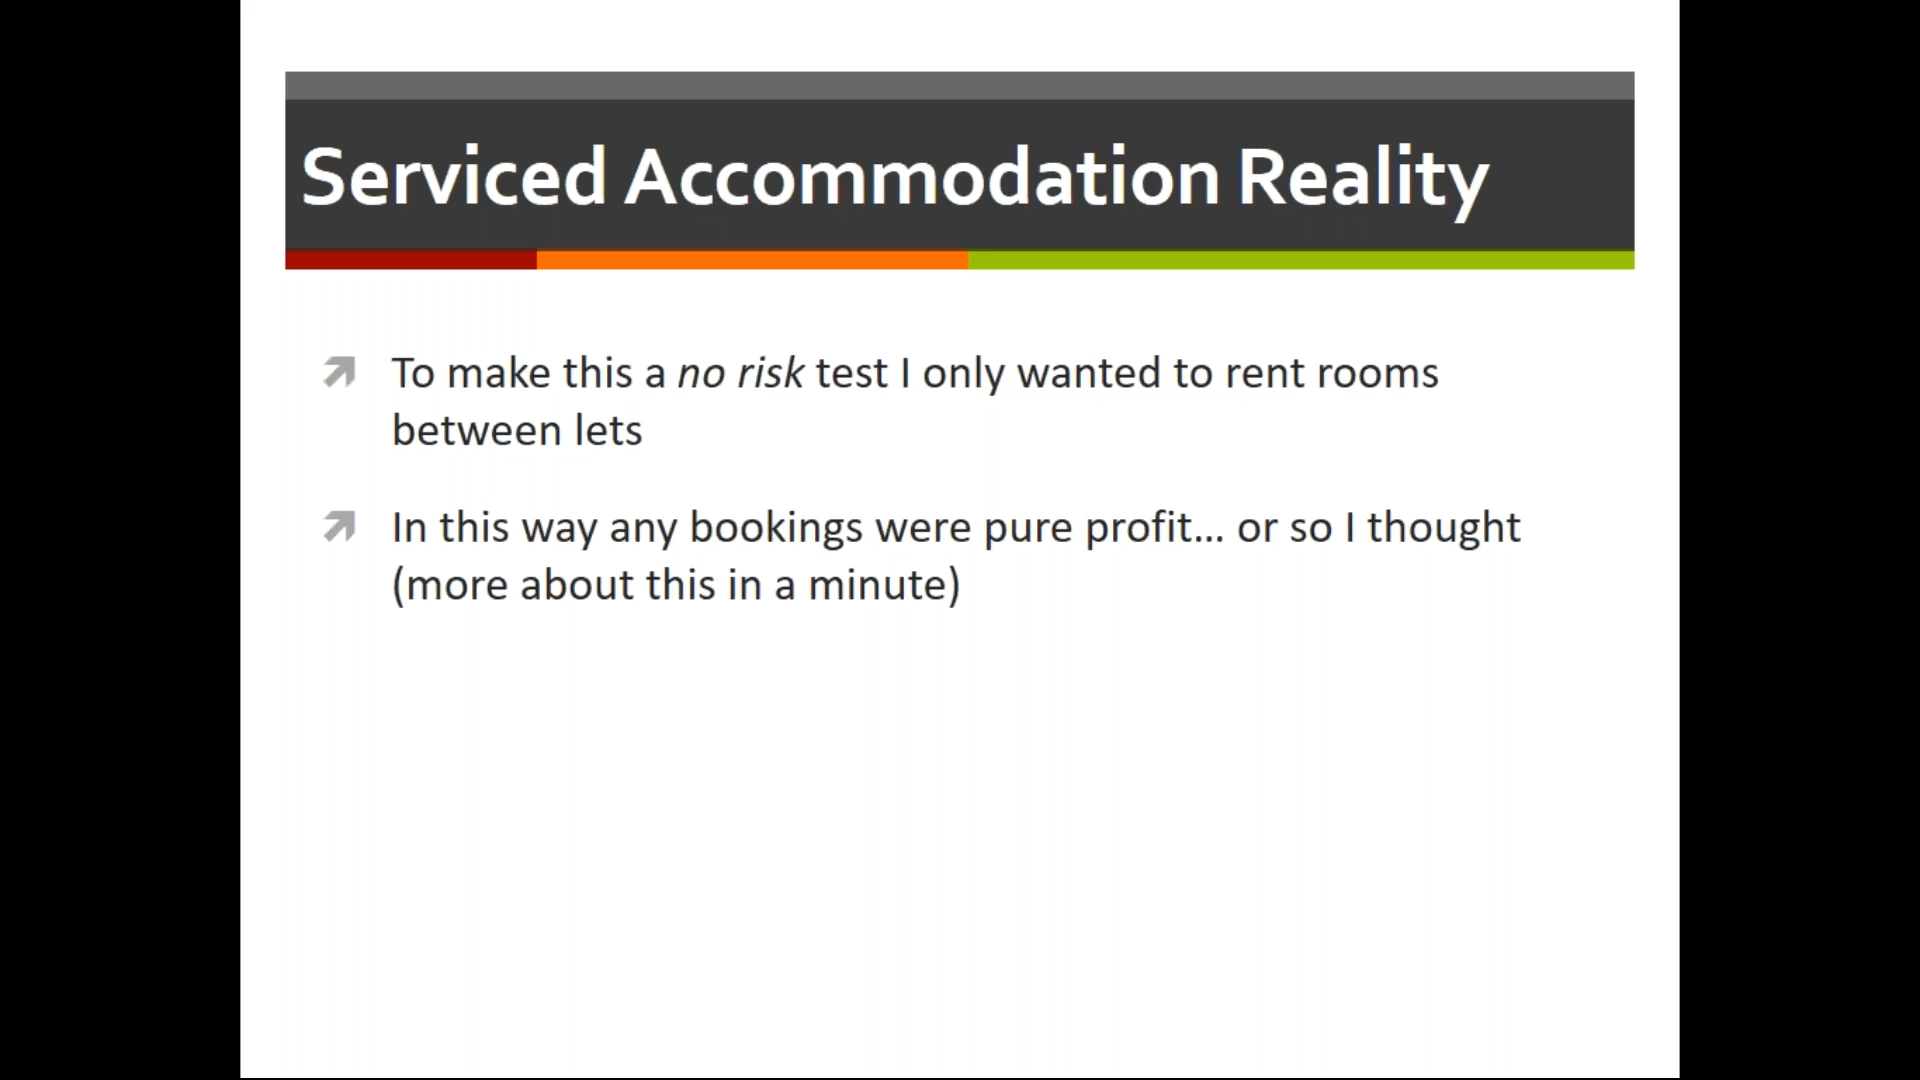 Serviced Accommodation Reality
To make this a no risk test I only wanted to rent rooms
between lets
In this way any bookings were pure profit... or so I thought
(more about this in a minute)